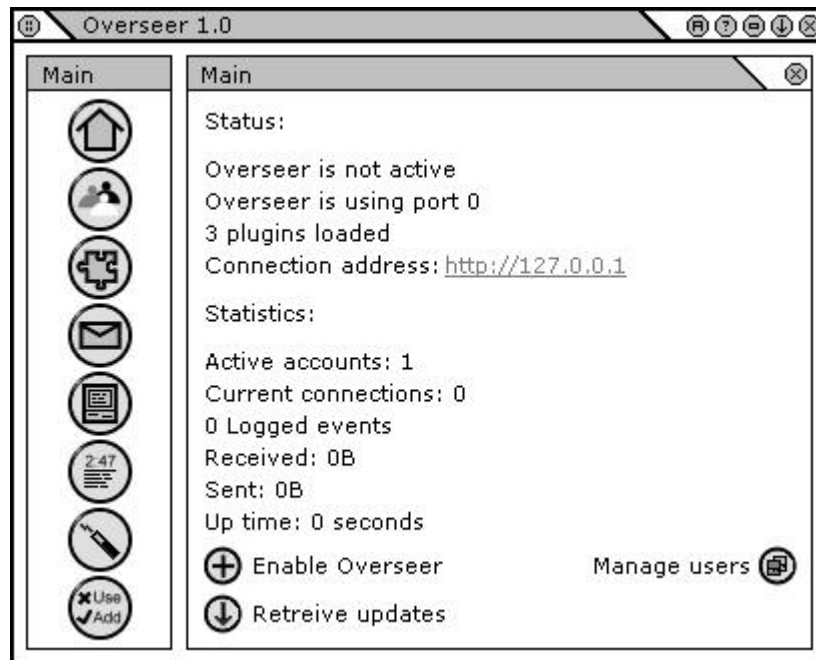 Overseer 1.0
Main
2:47
Use
Add
Main
Status:
Overseer is not active
Overseer is using port 0
3 plugins loaded
Connection address: http://127.0.0.1
Statistics:
Active accounts: 1
Current connections: 0
0 Logged events
Received: 0B
Sent: 0B
Up time: 0 seconds
Enable Overseer
Manage users
Retreive updates